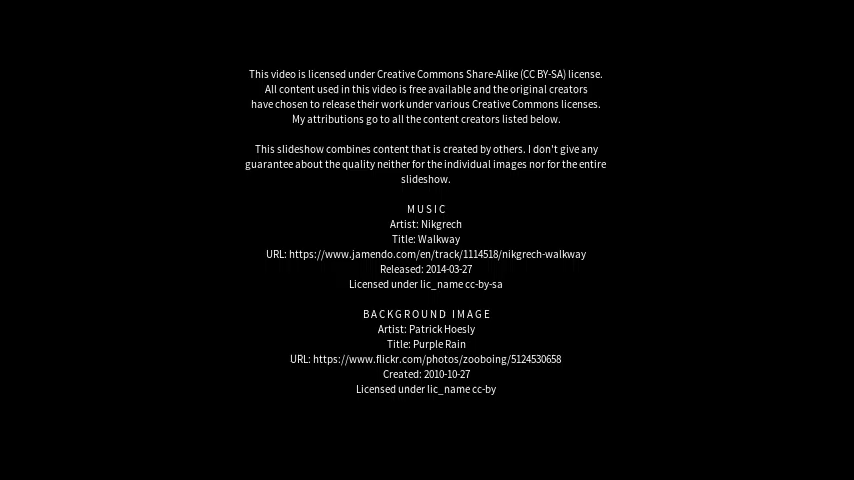 This video is licensed under Creative Commons Share-Alike (CC BY-SA) license.
All content used in this video is free available and the original creators
have chosen to release their work under various Creative Commons licenses.
My attributions go to all the content creators listed below.
This slideshow combines content that is created by others. I don't give any
guarantee about the quality neither for the individual images nor for the entire
slideshow.
MUSIC
Artist: Nikgrech
Title: Walkway
URL: https://www.jamendo.com/en/track/1114518/nikgrech-walkway
Released: 2014-03-27
Licensed under lic_name cc-by-sa
BACKGROUND IMAGE
Artist: Patrick Hoesly
Title: Purple Rain
URL: https://www.flickr.com/photos/zooboing/5124530658
Created: 2010-10-27
Licensed under lic_name cc-by